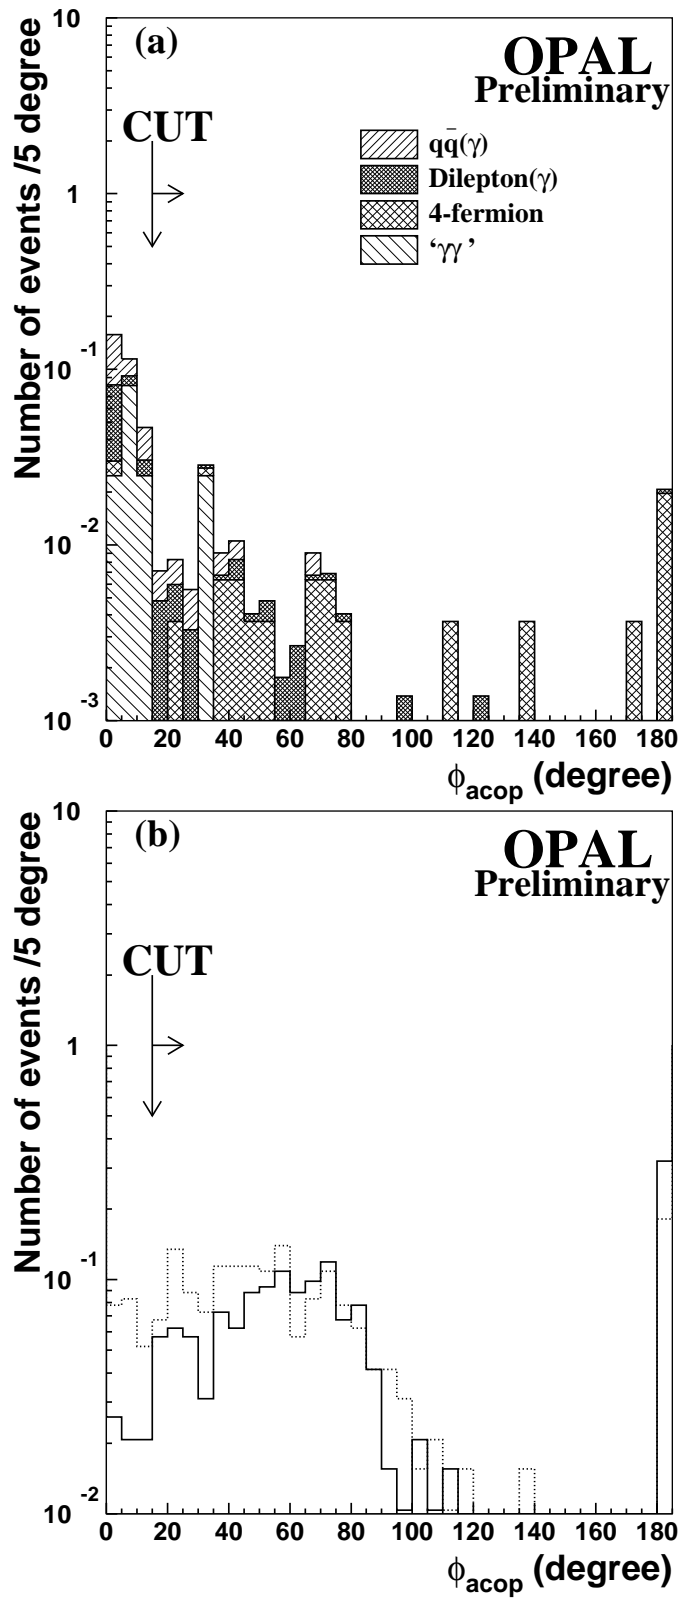 (a)
OPAL
Preliminary
CUT
qq̄(γ)
Dilepton(γ)
4-fermion
‘γγ’
Number of events /5 degree
10
1
10 -1
10 -2
10 -3
0 20 40 60 80 100 120 140 160 180
ϕacop (degree)
(b)
OPAL
Preliminary
CUT
Number of events /5 degree
10
1
10 -1
10 -2
0 20 40 60 80 100 120 140 160 180
ϕacop (degree)